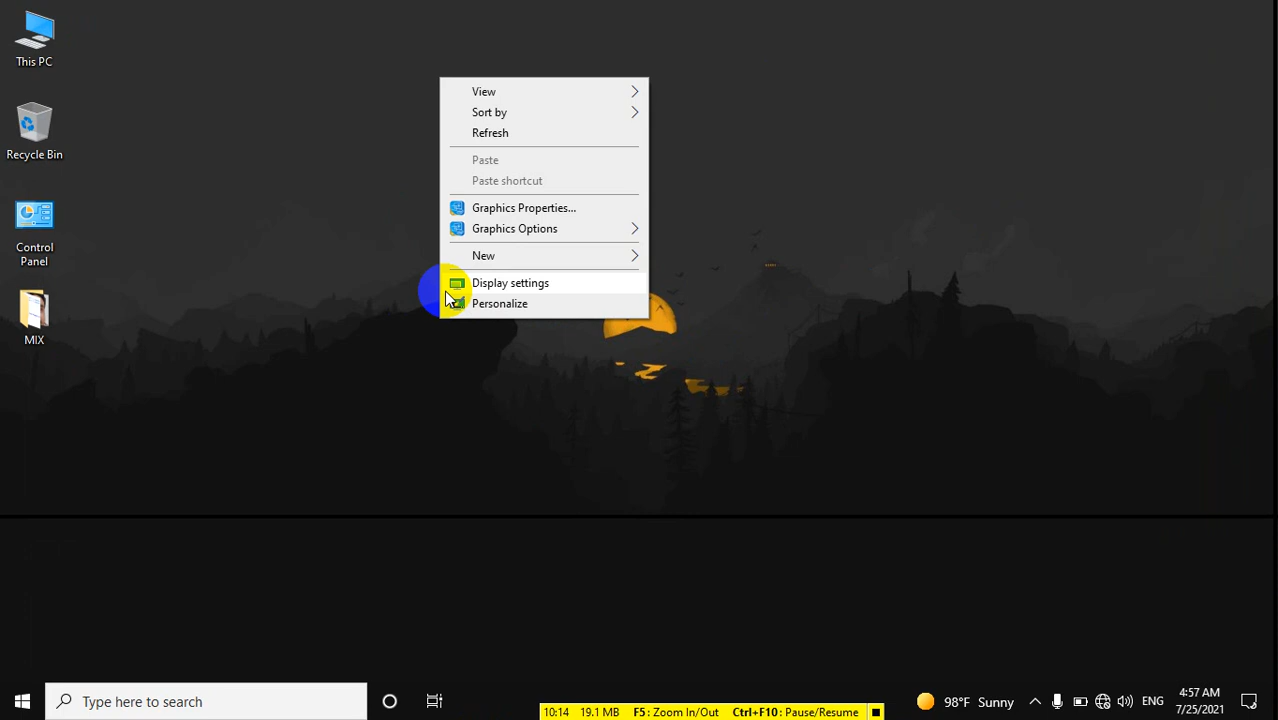 This PC
Recycle Bin
Control
Panel
MIX
View
Sort by
Refresh
Paste
Paste shortcut
Graphics Properties...
Graphics Options
New
Display settings
Personalize
Type here to search
10:14 19.1 MB F5: Zoom In/Out Ctrl+F10: Pause/Resume
98°F Sunny
ENG
4:57 AM
7/25/2021